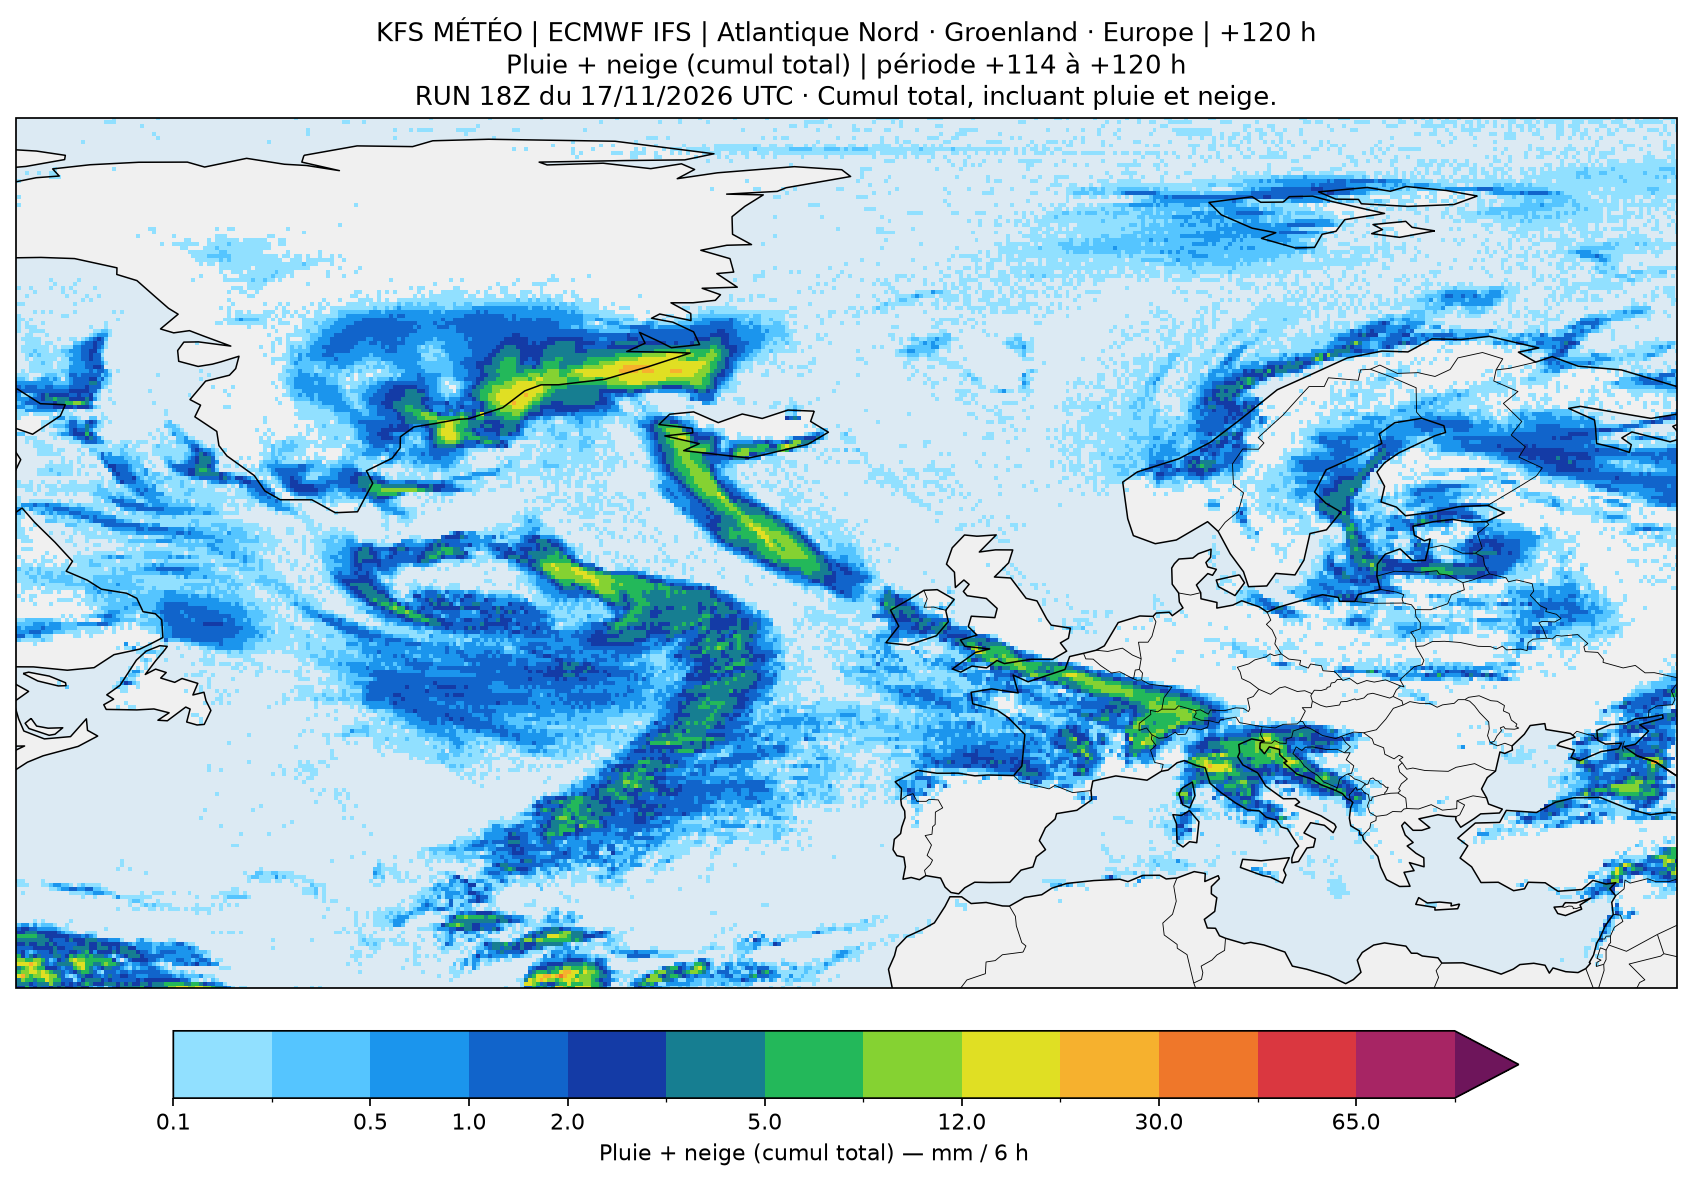 KFS MÉTÉO | ECMWF IFS | Atlantique Nord · Groenland · Europe | +120 h
Pluie + neige (cumul total) | période +114 à +120 h
RUN 18Z du 17/11/2026 UTC · Cumul total, incluant pluie et neige.
0.1 0.5 1.0 2.0 5.0 12.0 30.0 65.0
Pluie + neige (cumul total) — mm / 6 h